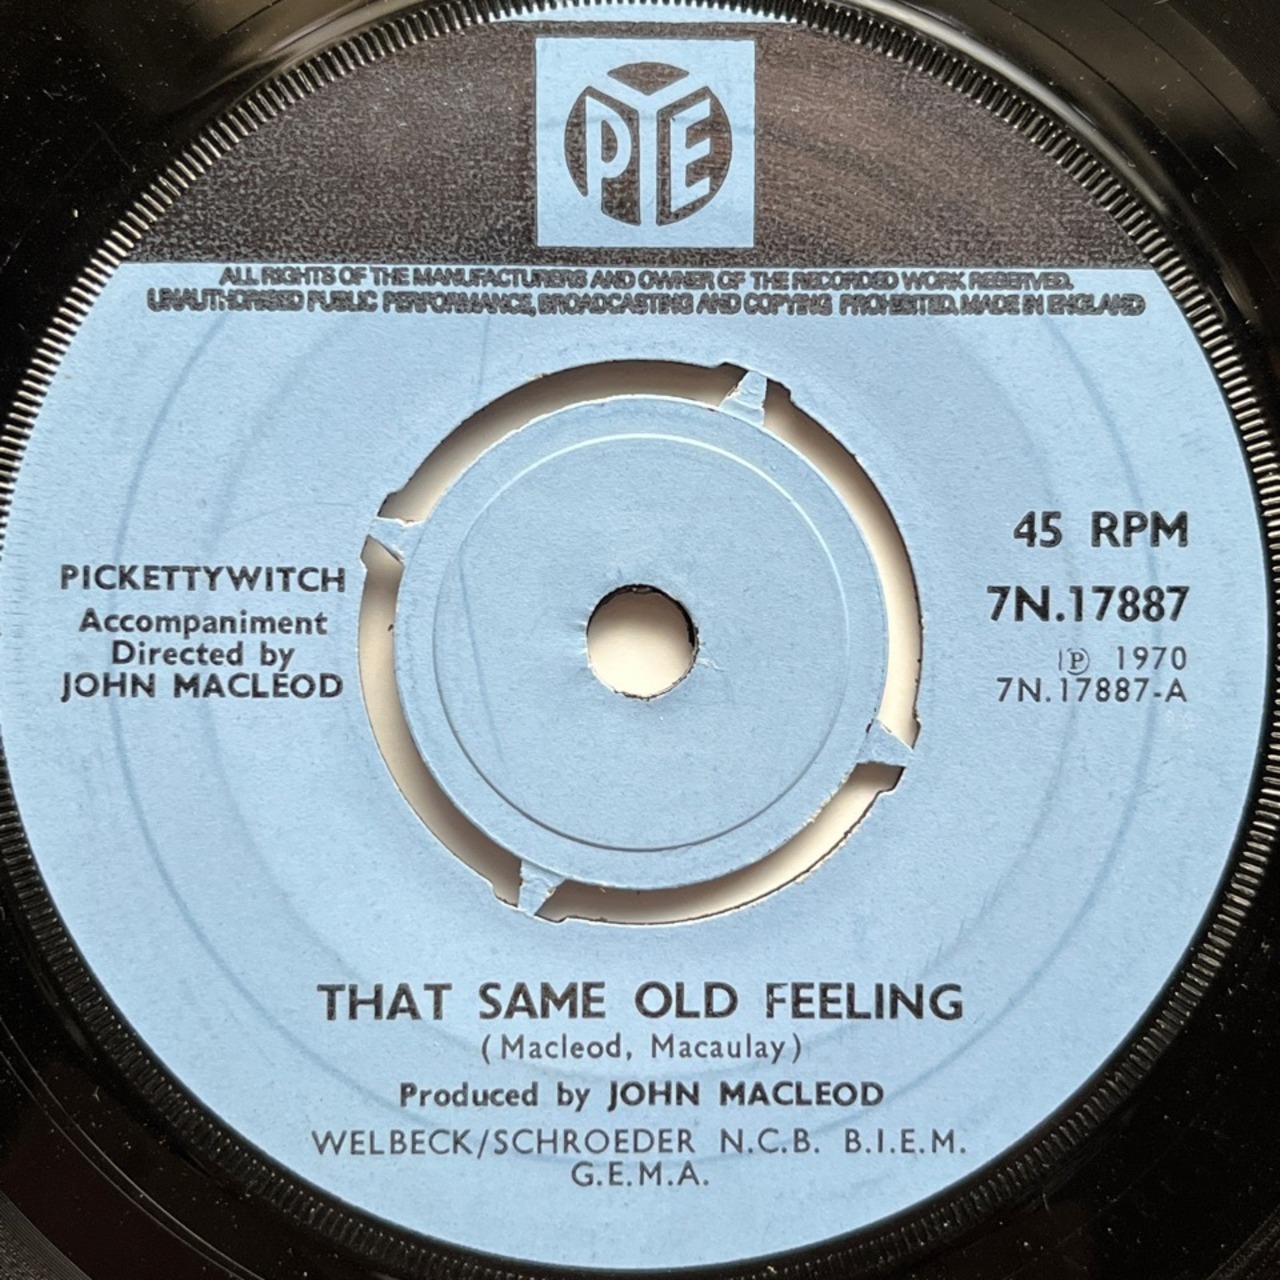 PYE
ALL RIGHTS OF THE MANUFACTURERS AND OWNER OF THE RECORDED WORK RESERVED.
UNAUTHORISED PUBLIC PERFORMANCE, BROADCASTING AND COPYING PROHIBITED. MADE IN ENGLAND
45 RPM
7N.17887
℗ 1970
7N.17887-A
PICKETTYWITCH
Accompaniment
Directed by
JOHN MACLEOD
THAT SAME OLD FEELING
(Macleod, Macaulay)
Produced by JOHN MACLEOD
WELBECK/SCHROEDER N.C.B. B.I.E.M.
G.E.M.A.